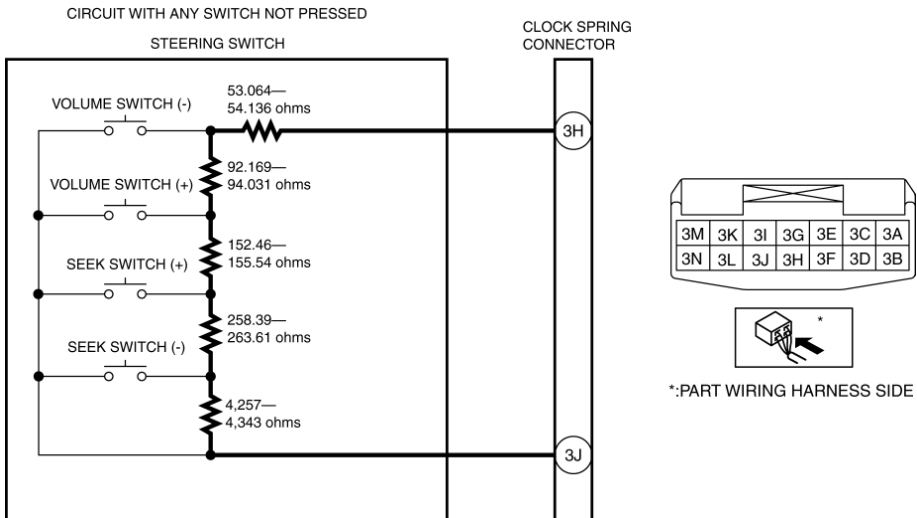 CIRCUIT WITH ANY SWITCH NOT PRESSED
STEERING SWITCH
CLOCK SPRING
CONNECTOR
VOLUME SWITCH (-)
53.064—
54.136 ohms
3H
92.169—
94.031 ohms
VOLUME SWITCH (+)
152.46—
155.54 ohms
SEEK SWITCH (+)
258.39—
263.61 ohms
SEEK SWITCH (-)
4,257—
4,343 ohms
3J
3M 3K 3I 3G 3E 3C 3A
3N 3L 3J 3H 3F 3D 3B
*
*:PART WIRING HARNESS SIDE